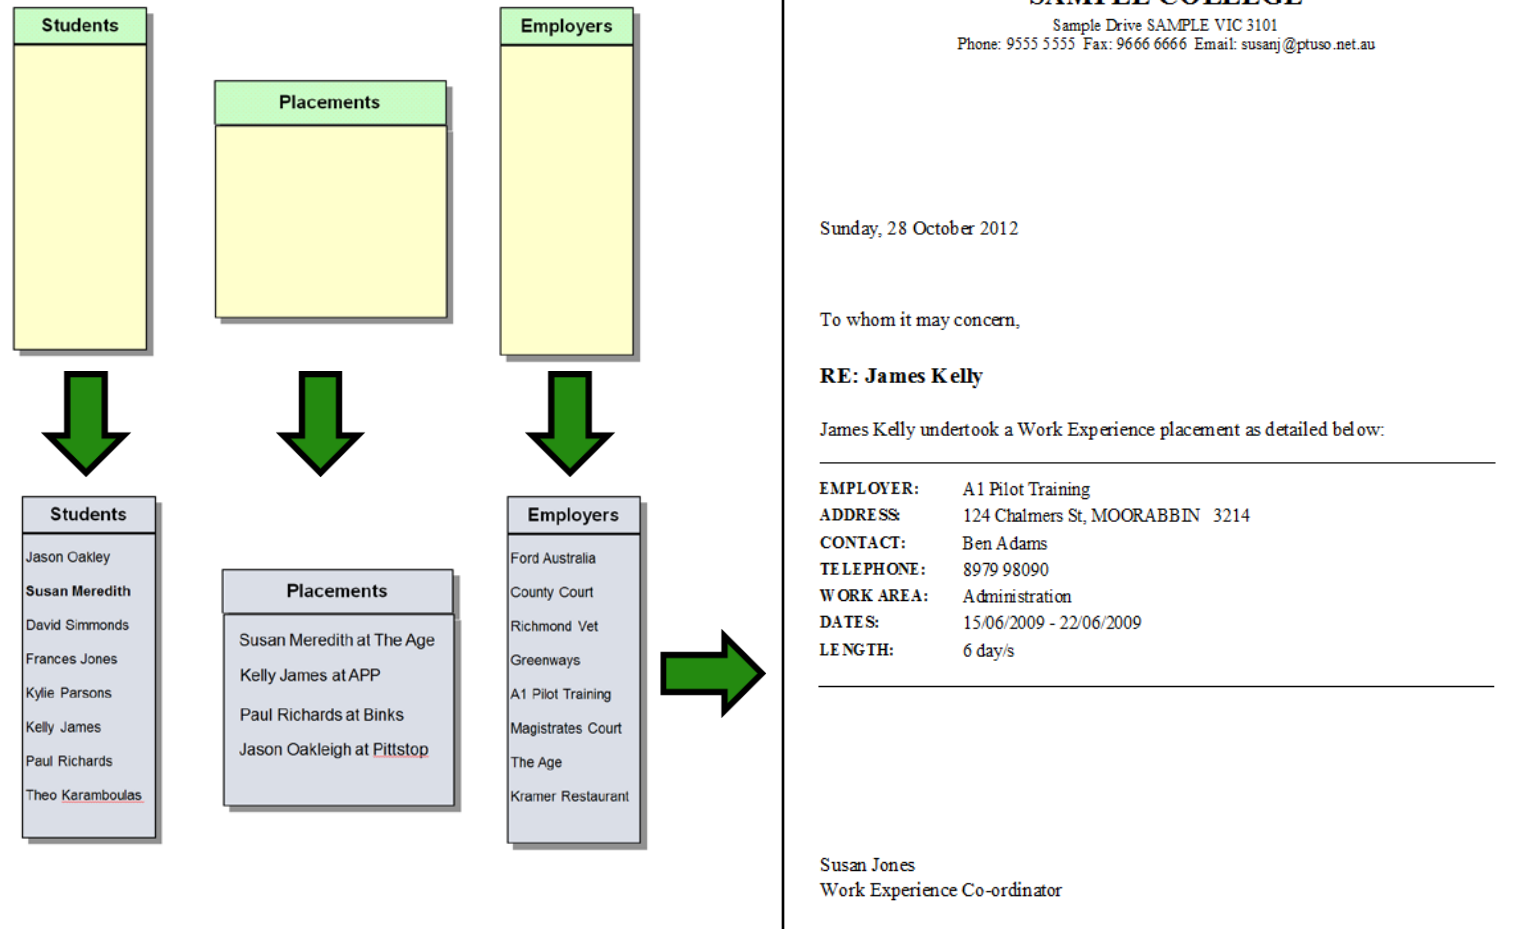 Students
Placements
Employers
Students
Jason Oakley
Susan Meredith
David Simmonds
Frances Jones
Kylie Parsons
Kelly James
Paul Richards
Theo Karamboulas
Placements
Susan Meredith at The Age
Kelly James at APP
Paul Richards at Binks
Jason Oakleigh at Pittstop
Employers
Ford Australia
County Court
Richmond Vet
Greenways
A1 Pilot Training
Magistrates Court
The Age
Kramer Restaurant
SAMPLE COLLEGE
Sample Drive SAMPLE VIC 3101
Phone: 9555 5555 Fax: 9666 6666 Email: susanj@ptuso.net.au
Sunday, 28 October 2012
To whom it may concern,
RE: James Kelly
James Kelly undertook a Work Experience placement as detailed below:
EMPLOYER: A1 Pilot Training
ADDRESS: 124 Chalmers St, MOORABBIN 3214
CONTACT: Ben Adams
TELEPHONE: 8979 98090
WORK AREA: Administration
DATES: 15/06/2009 - 22/06/2009
LENGTH: 6 day/s
Susan Jones
Work Experience Co-ordinator